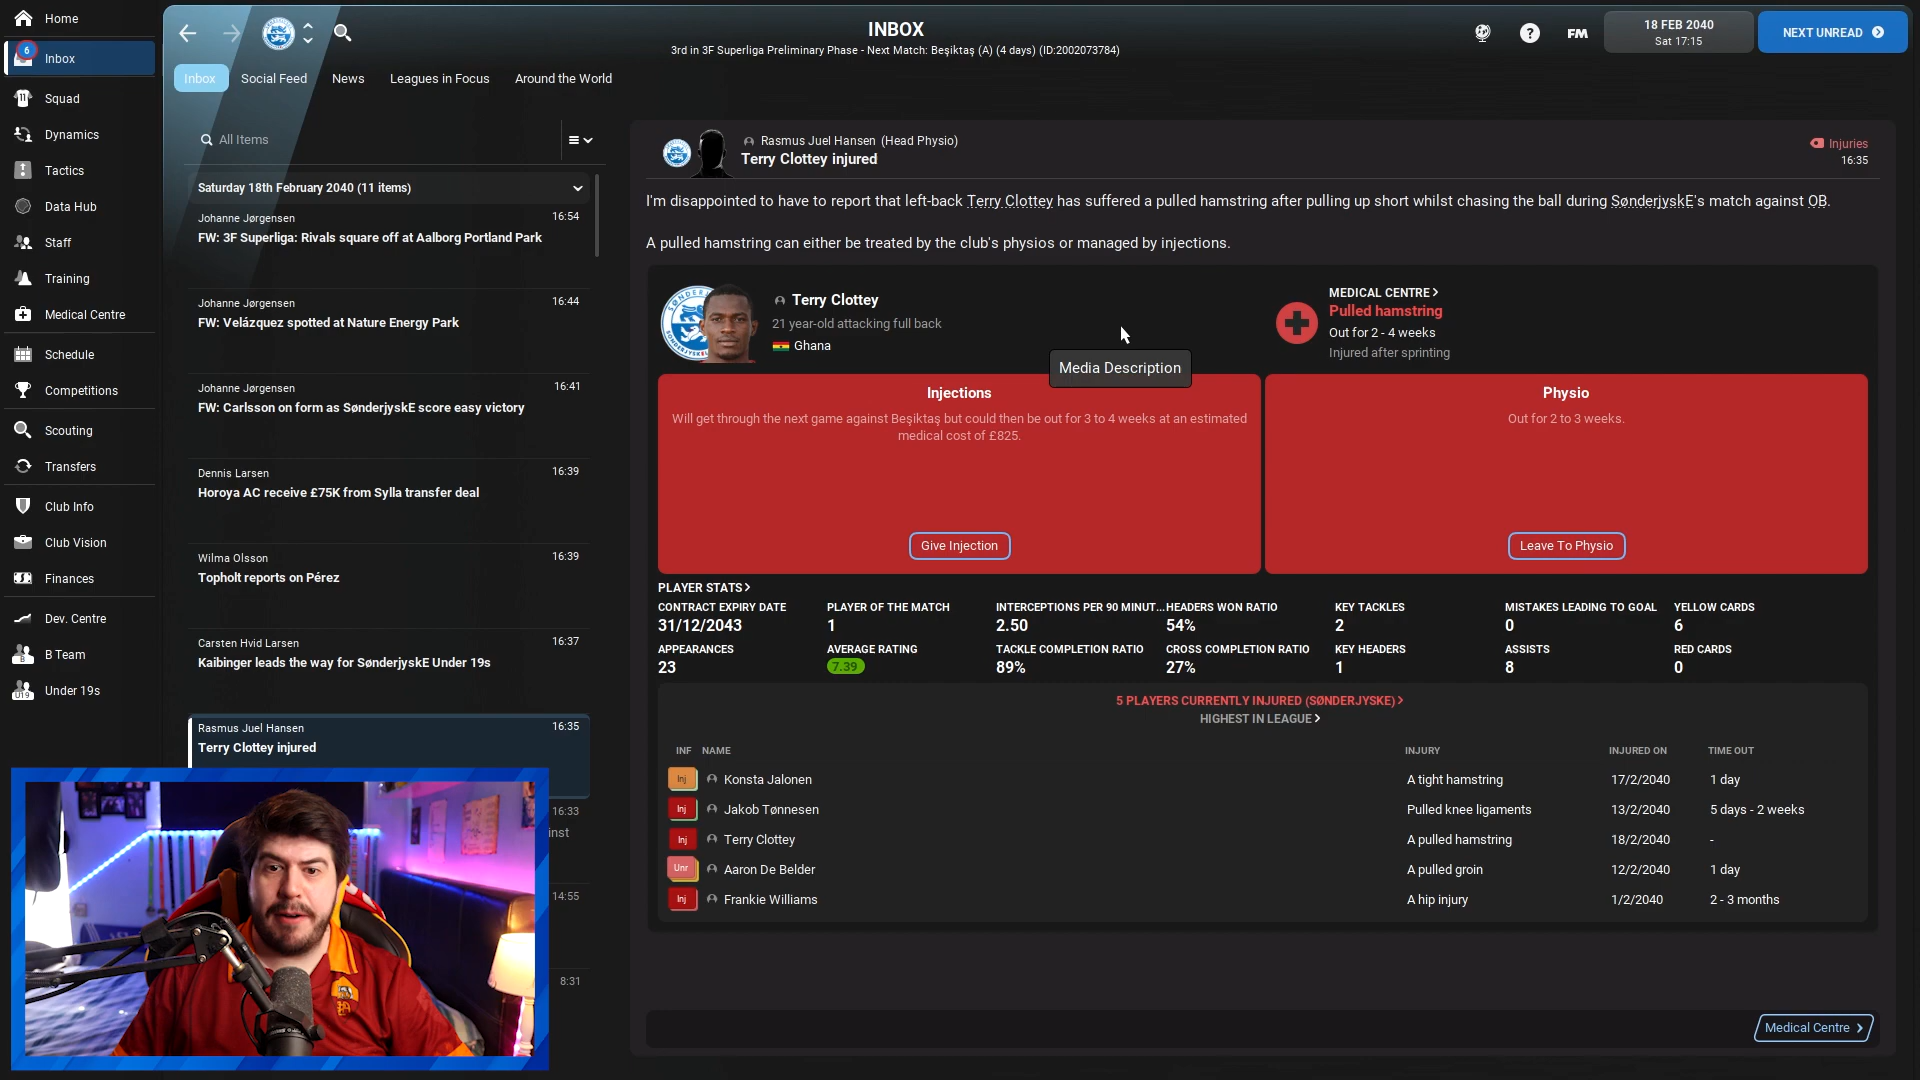 Home
6
Inbox
Squad
Dynamics
Tactics
Data Hub
Staff
Training
Medical Centre
Schedule
Competitions
Scouting
Transfers
Club Info
Club Vision
Finances
Dev. Centre
B Team
Under 19s
INBOX
3rd in 3F Superliga Preliminary Phase - Next Match: Beşiktaş (A) (4 days) (ID:2002073784)
FM
18 FEB 2040
Sat 17:15
NEXT UNREAD
Inbox
Social Feed
News
Leagues in Focus
Around the World
All Items
Saturday 18th February 2040 (11 items)
Johanne Jørgensen 16:54
FW: 3F Superliga: Rivals square off at Aalborg Portland Park
Johanne Jørgensen 16:44
FW: Velázquez spotted at Nature Energy Park
Johanne Jørgensen 16:41
FW: Carlsson on form as SønderjyskE score easy victory
Dennis Larsen 16:39
Horoya AC receive £75K from Sylla transfer deal
Wilma Olsson 16:39
Topholt reports on Pérez
Carsten Hvid Larsen 16:37
Kaibinger leads the way for SønderjyskE Under 19s
Rasmus Juel Hansen 16:35
Terry Clottey injured
16:33
inst
14:55
8:31
Rasmus Juel Hansen (Head Physio)
Terry Clottey injured
Injuries
16:35
I'm disappointed to have to report that left-back Terry Clottey has suffered a pulled hamstring after pulling up short whilst chasing the ball during SønderjyskE's match against OB.
A pulled hamstring can either be treated by the club's physios or managed by injections.
Terry Clottey
21 year-old attacking full back
Ghana
MEDICAL CENTRE
Pulled hamstring
Out for 2 - 4 weeks
Injured after sprinting
Media Description
Injections
Will get through the next game against Beşiktaş but could then be out for 3 to 4 weeks at an estimated
medical cost of £825.
Give Injection
Physio
Out for 2 to 3 weeks.
Leave To Physio
PLAYER STATS
CONTRACT EXPIRY DATE PLAYER OF THE MATCH INTERCEPTIONS PER 90 MINUT... HEADERS WON RATIO KEY TACKLES MISTAKES LEADING TO GOAL YELLOW CARDS
31/12/2043 1 2.50 54% 2 0 6
APPEARANCES AVERAGE RATING TACKLE COMPLETION RATIO CROSS COMPLETION RATIO KEY HEADERS ASSISTS RED CARDS
23 7.39 89% 27% 1 8 0
5 PLAYERS CURRENTLY INJURED (SØNDERJYSKE)
HIGHEST IN LEAGUE
INF NAME INJURY INJURED ON TIME OUT
Inj Konsta Jalonen A tight hamstring 17/2/2040 1 day
Inj Jakob Tønnesen Pulled knee ligaments 13/2/2040 5 days - 2 weeks
Inj Terry Clottey A pulled hamstring 18/2/2040 -
Unr Aaron De Belder A pulled groin 12/2/2040 1 day
Inj Frankie Williams A hip injury 1/2/2040 2 - 3 months
Medical Centre